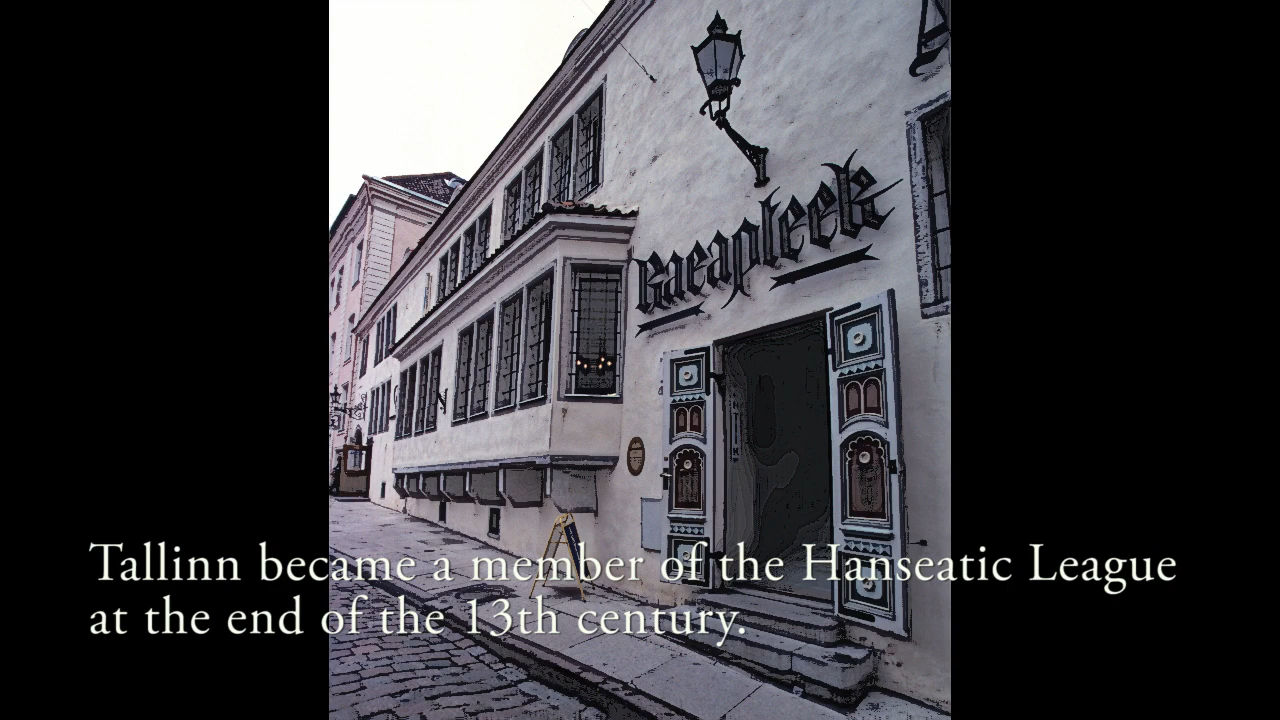 Raeapteek
Tallinn became a member of the Hanseatic League
at the end of the 13th century.